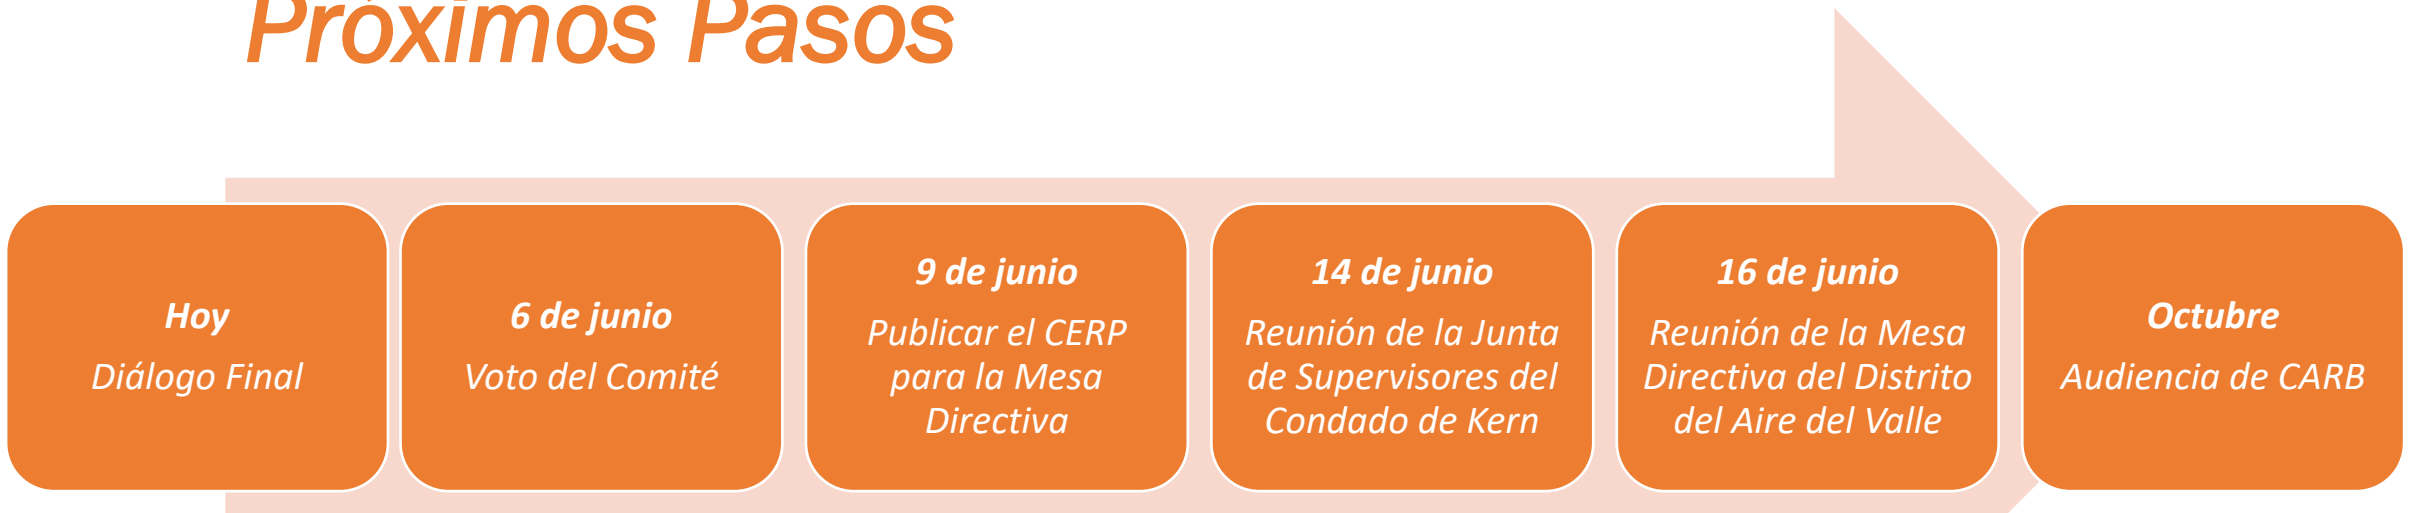 Próximos Pasos
Hoy
Diálogo Final
6 de junio
Voto del Comité
9 de junio
Publicar el CERP
para la Mesa
Directiva
14 de junio
Reunión de la Junta
de Supervisores del
Condado de Kern
16 de junio
Reunión de la Mesa
Directiva del Distrito
del Aire del Valle
Octubre
Audiencia de CARB